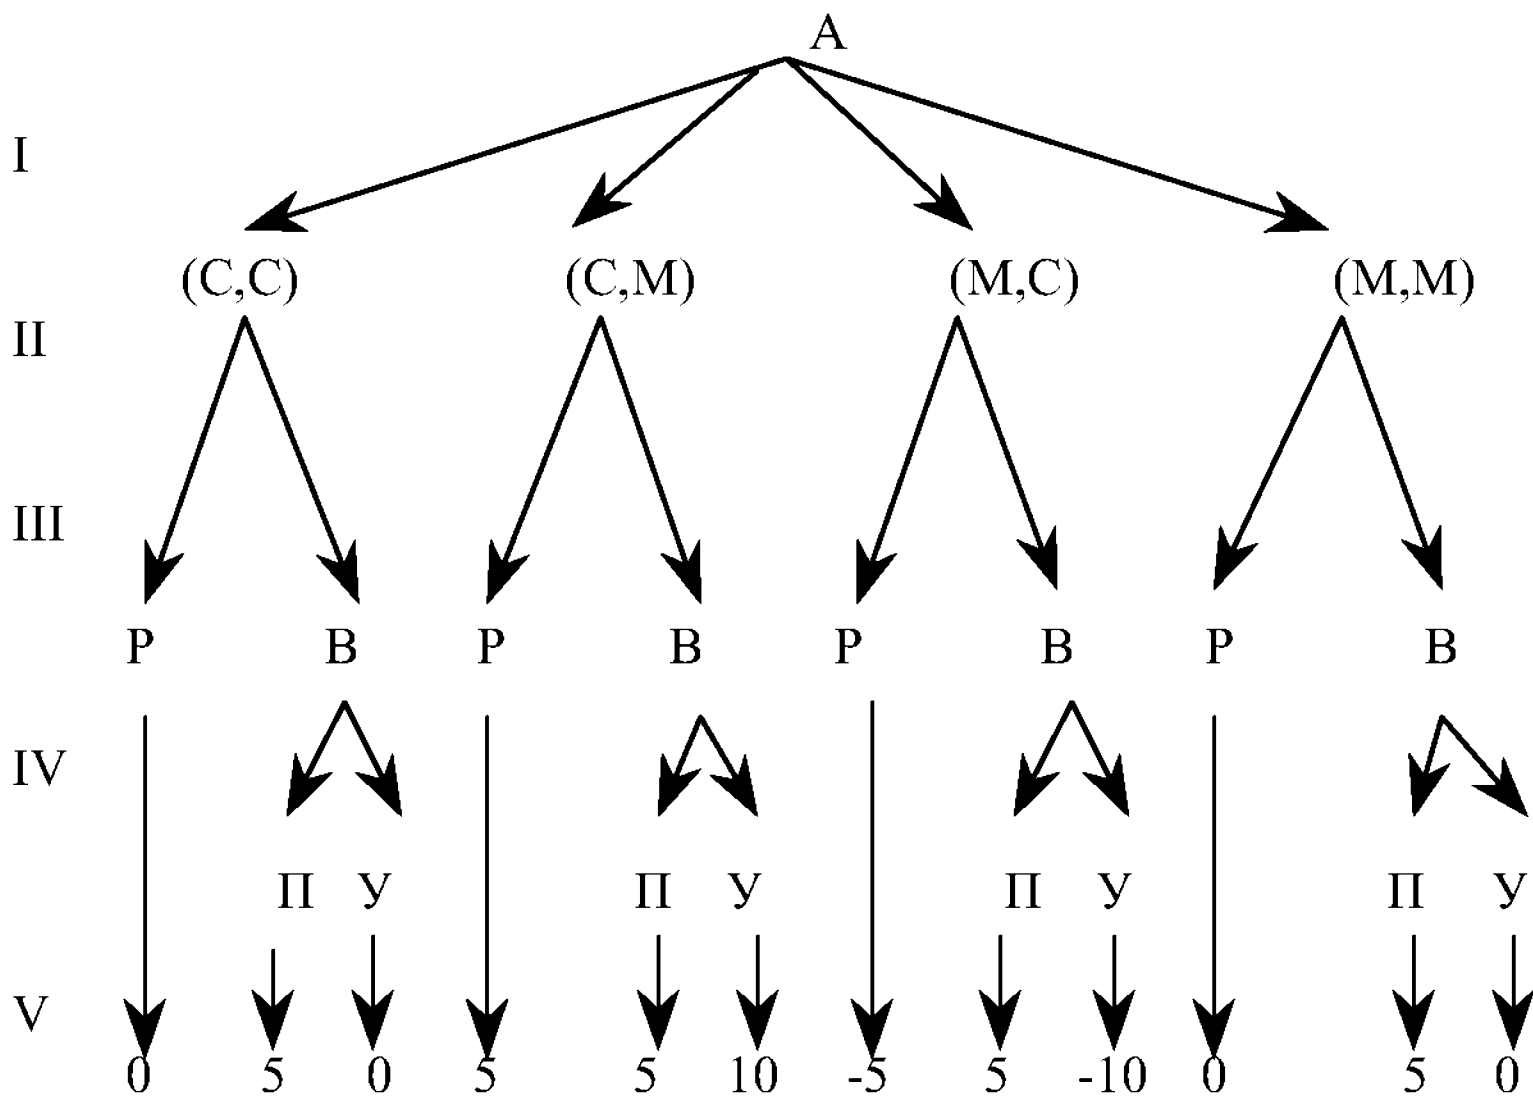 А
I
(С,С) (С,М) (М,С) (М,М)
II
III
Р В Р В Р В Р В
IV
П У П У П У П У
V
0 5 0 5 5 10 -5 5 -10 0 5 0